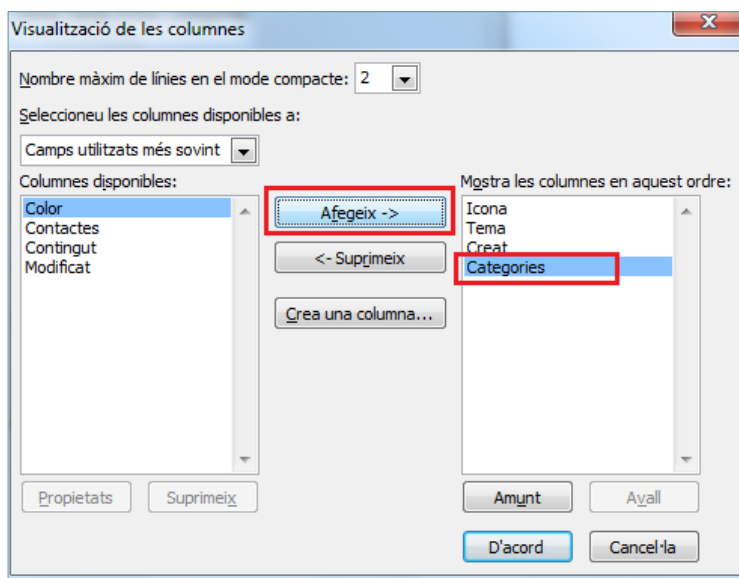 Visualització de les columnes
Nombre màxim de línies en el mode compacte: 2
Seleccioneu les columnes disponibles a:
Camps utilitzats més sovint
Columnes disponibles:
Color
Contactes
Contingut
Modificat
Afegeix ->
<- Suprimeix
Crea una columna...
Mostra les columnes en aquest ordre:
Icona
Tema
Creat
Categories
Propietats
Suprimeix
Amunt
Avall
D'acord
Cancel·la